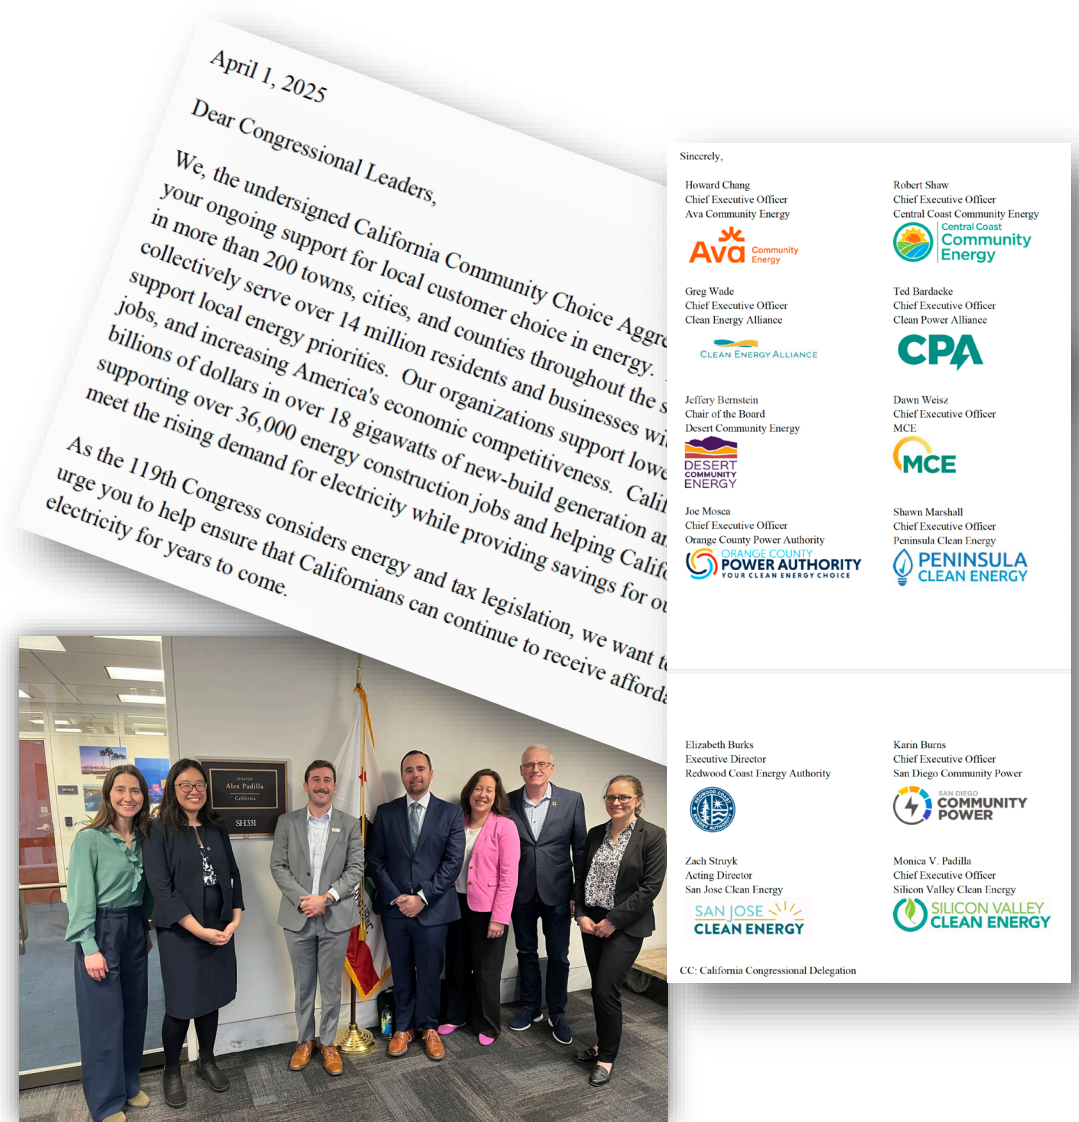 April 1, 2025
Dear Congressional Leaders,
We, the undersigned California Community Choice Aggre
your ongoing support for local customer choice in energy.
in more than 200 towns, cities, and counties throughout the s
collectively serve over 14 million residents and businesses wi
support local energy priorities. Our organizations support lowe
jobs, and increasing America's economic competitiveness. Calif
billions of dollars in over 18 gigawatts of new-build generation an
supporting over 36,000 energy construction jobs and helping Califo
meet the rising demand for electricity while providing savings for ou
As the 119th Congress considers energy and tax legislation, we want to
urge you to help ensure that Californians can continue to receive afforda
electricity for years to come.
Sincerely,
Howard Chang
Chief Executive Officer
Ava Community Energy
Ava Community
Energy
Robert Shaw
Chief Executive Officer
Central Coast Community Energy
Central Coast
Community
Energy
Greg Wade
Chief Executive Officer
Clean Energy Alliance
CLEAN ENERGY ALLIANCE
Ted Bardacke
Chief Executive Officer
Clean Power Alliance
CPA
Jeffery Bernstein
Chair of the Board
Desert Community Energy
DESERT
COMMUNITY
ENERGY
Dawn Weisz
Chief Executive Officer
MCE
MCE
Joe Mosca
Chief Executive Officer
Orange County Power Authority
ORANGE COUNTY
POWER AUTHORITY
YOUR CLEAN ENERGY CHOICE
Shawn Marshall
Chief Executive Officer
Peninsula Clean Energy
PENINSULA
CLEAN ENERGY
Elizabeth Burks
Executive Director
Redwood Coast Energy Authority
REDWOOD COAST
ENERGY AUTHORITY
Karin Burns
Chief Executive Officer
San Diego Community Power
SAN DIEGO
COMMUNITY
POWER
Zach Struyk
Acting Director
San Jose Clean Energy
SAN JOSE
CLEAN ENERGY
Monica V. Padilla
Chief Executive Officer
Silicon Valley Clean Energy
SILICON VALLEY
CLEAN ENERGY
CC: California Congressional Delegation
SENATOR
Alex Padilla
California
SH331